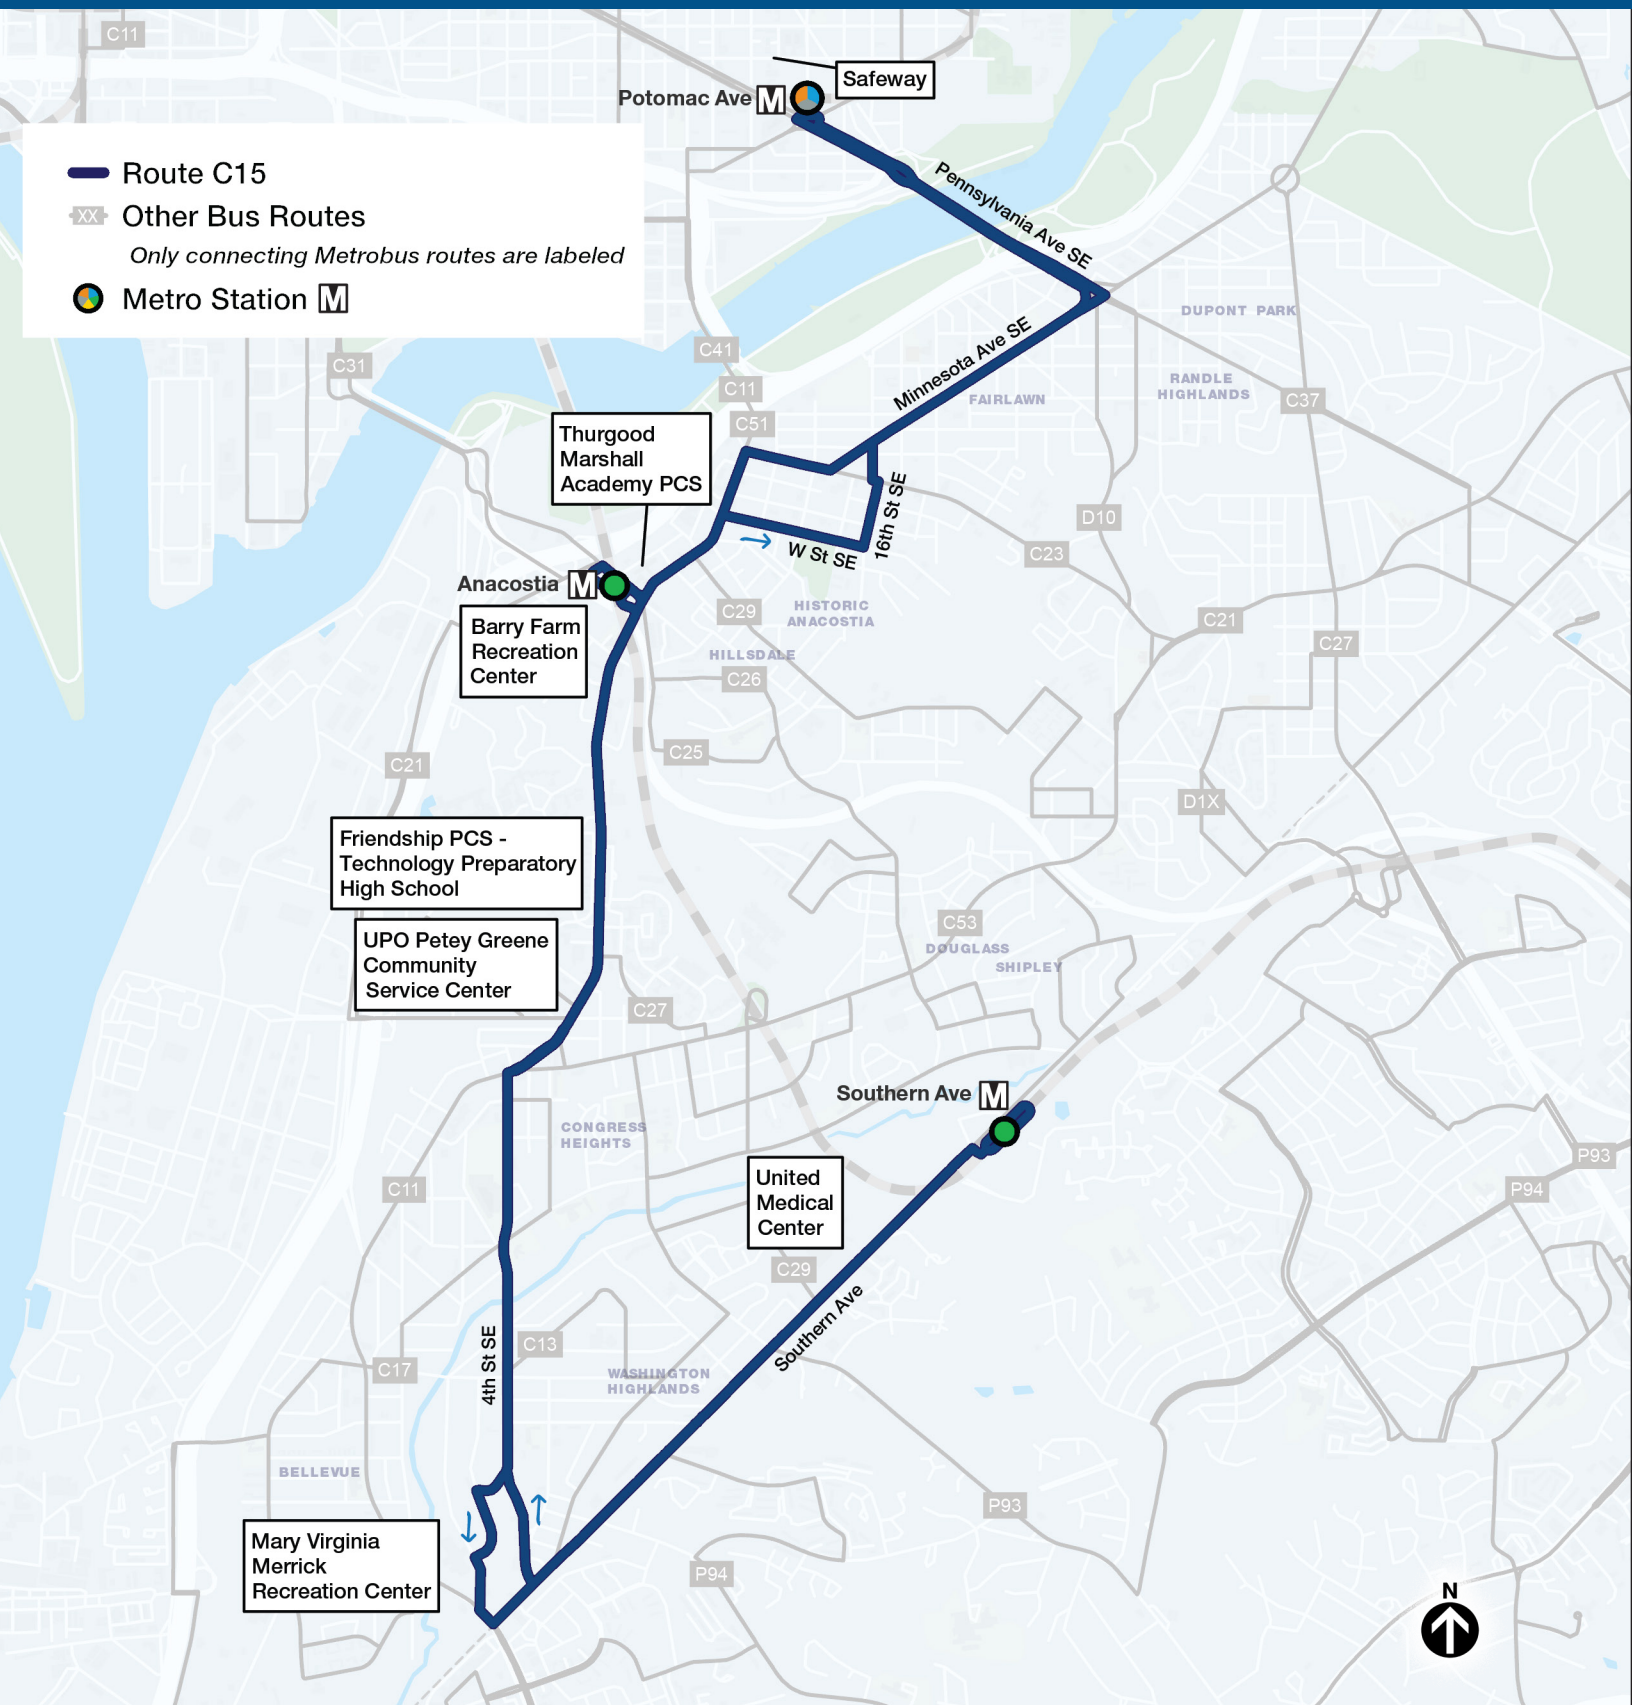 C11
Safeway
Potomac Ave M
Route C15
XX Other Bus Routes
Only connecting Metrobus routes are labeled
Metro Station M
Pennsylvania Ave SE
DUPONT PARK
Minnesota Ave SE
C41
C31
C11
RANDLE
HIGHLANDS
FAIRLAWN
C37
C51
Thurgood
Marshall
Academy PCS
16th St SE
D10
W St SE
C23
Anacostia M
C29
HISTORIC
ANACOSTIA
C21
Barry Farm
Recreation
Center
C27
HILLSDALE
C26
C25
C21
D1X
Friendship PCS -
Technology Preparatory
High School
C53
DOUGLASS
SHIPLEY
UPO Petey Greene
Community
Service Center
C27
Southern Ave M
CONGRESS
HEIGHTS
P93
C11
United
Medical
Center
P94
C29
Southern Ave
4th St SE
C13
C17
WASHINGTON
HIGHLANDS
BELLEVUE
P93
Mary Virginia
Merrick
Recreation Center
P94
N